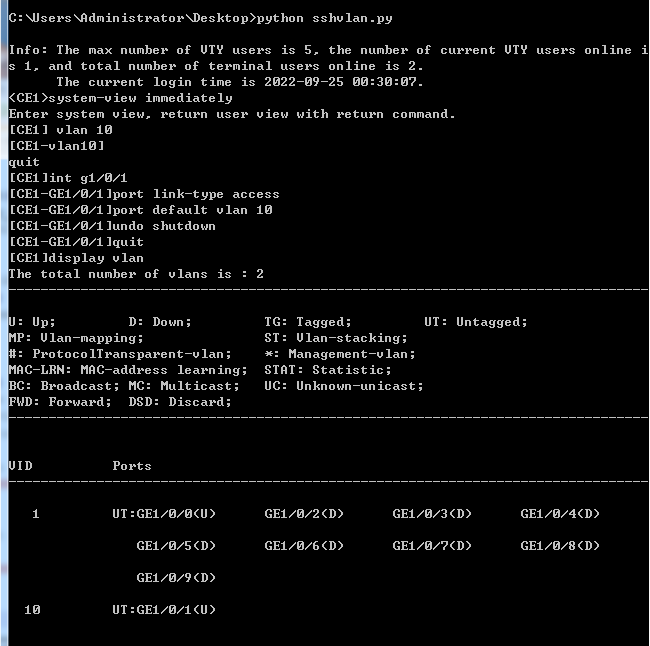 C:\Users\Administrator\Desktop>python sshvlan.py
Info: The max number of VTY users is 5, the number of current VTY users online i
s 1, and total number of terminal users online is 2.
The current login time is 2022-09-25 00:30:07.
<CE1>system-view immediately
Enter system view, return user view with return command.
[CE1] vlan 10
[CE1-vlan10]
quit
[CE1]int g1/0/1
[CE1-GE1/0/1]port link-type access
[CE1-GE1/0/1]port default vlan 10
[CE1-GE1/0/1]undo shutdown
[CE1-GE1/0/1]quit
[CE1]display vlan
The total number of vlans is : 2
--------------------------------------------------------------------------------
U: Up; D: Down; TG: Tagged; UT: Untagged;
MP: Vlan-mapping; ST: Vlan-stacking;
#: ProtocolTransparent-vlan; *: Management-vlan;
MAC-LRN: MAC-address learning; STAT: Statistic;
BC: Broadcast; MC: Multicast; UC: Unknown-unicast;
FWD: Forward; DSD: Discard;
--------------------------------------------------------------------------------
VID Ports
--------------------------------------------------------------------------------
1 UT:GE1/0/0(U) GE1/0/2(D) GE1/0/3(D) GE1/0/4(D)
GE1/0/5(D) GE1/0/6(D) GE1/0/7(D) GE1/0/8(D)
GE1/0/9(D)
10 UT:GE1/0/1(U)